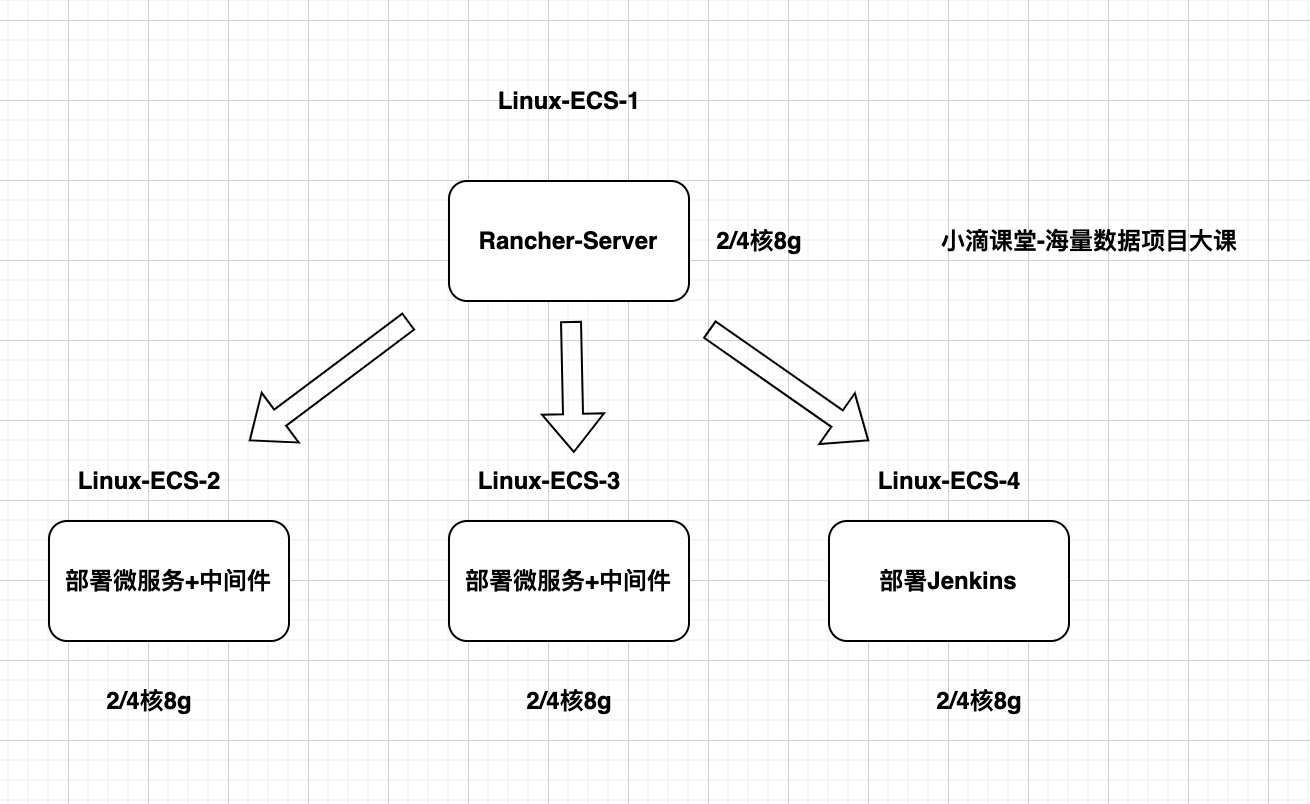 Linux-ECS-1
Rancher-Server
2/4核8g
小滴课堂-海量数据项目大课
Linux-ECS-2
Linux-ECS-3
Linux-ECS-4
部署微服务+中间件
部署微服务+中间件
部署Jenkins
2/4核8g
2/4核8g
2/4核8g